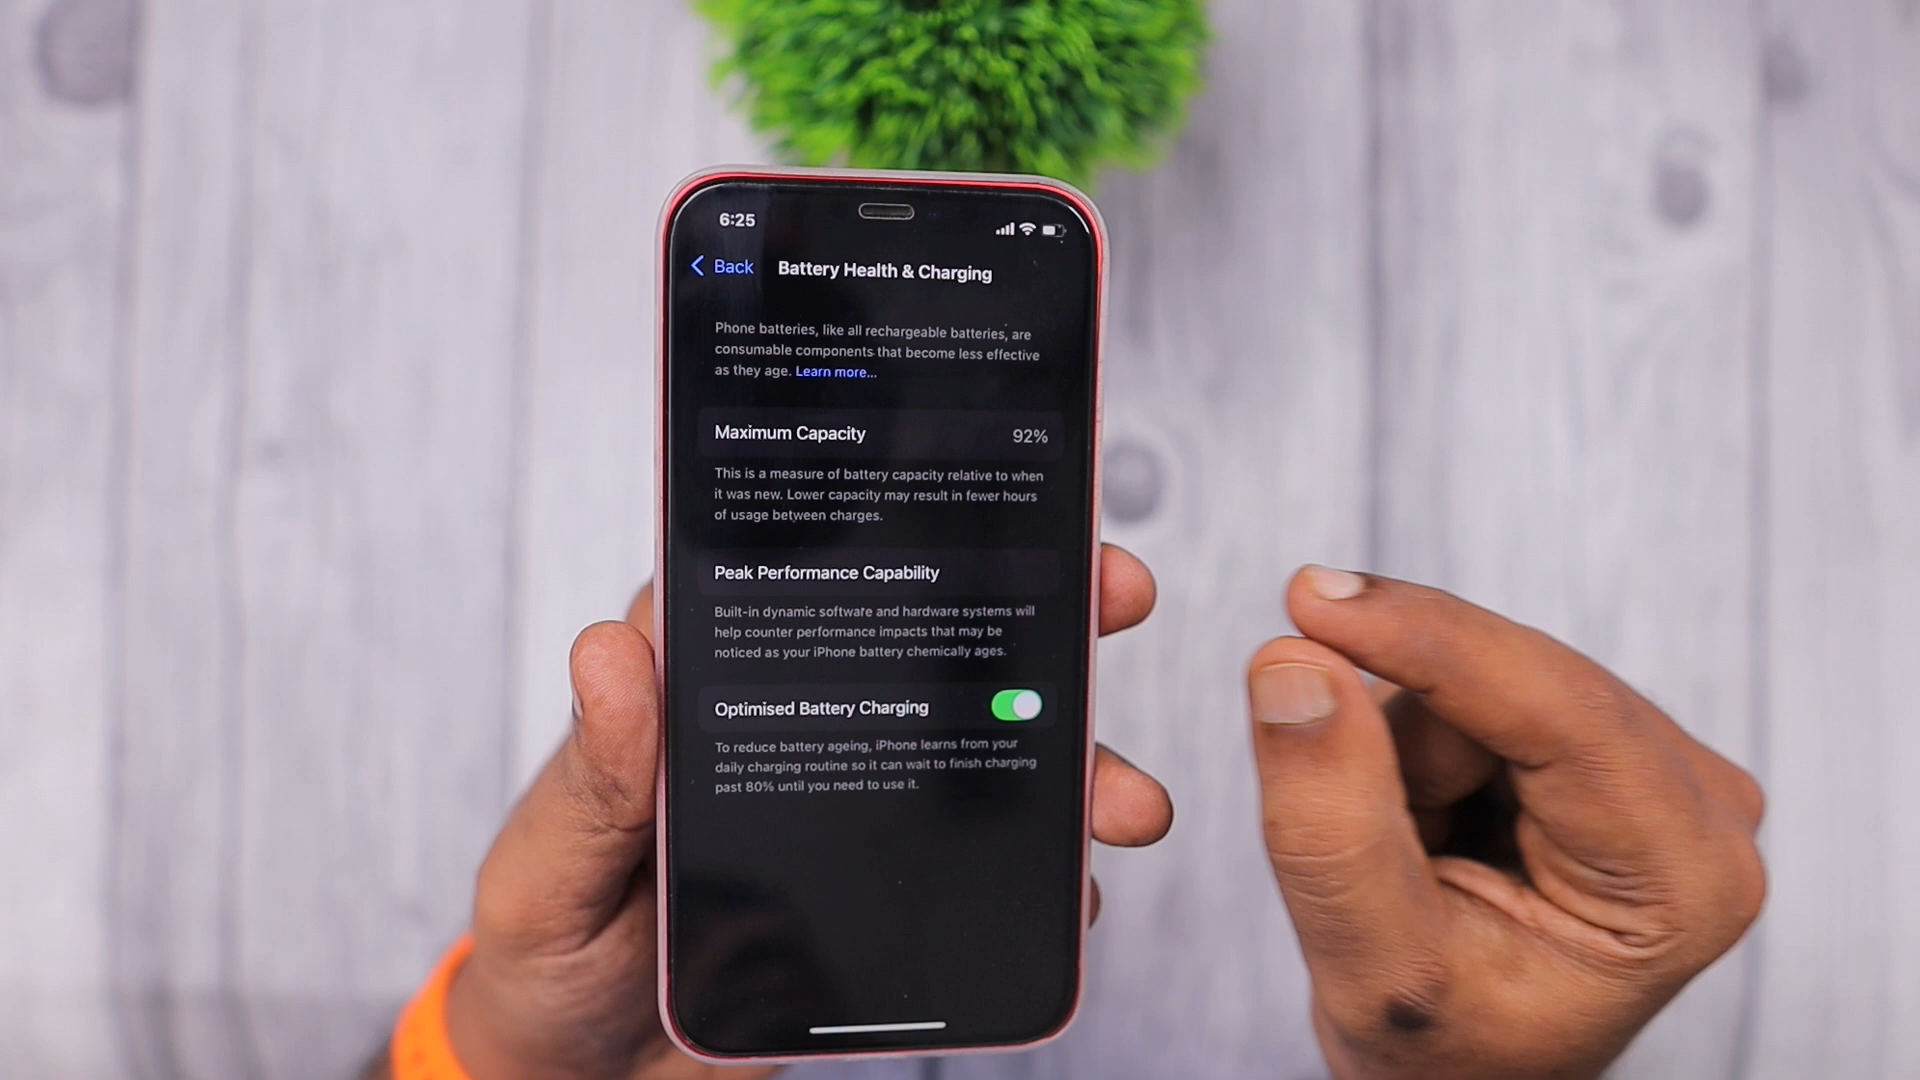 6:25
Back
Battery Health & Charging
Phone batteries, like all rechargeable batteries, are
consumable components that become less effective
as they age. Learn more...
Maximum Capacity 92%
This is a measure of battery capacity relative to when
it was new. Lower capacity may result in fewer hours
of usage between charges.
Peak Performance Capability
Built-in dynamic software and hardware systems will
help counter performance impacts that may be
noticed as your iPhone battery chemically ages.
Optimised Battery Charging
To reduce battery ageing, iPhone learns from your
daily charging routine so it can wait to finish charging
past 80% until you need to use it.